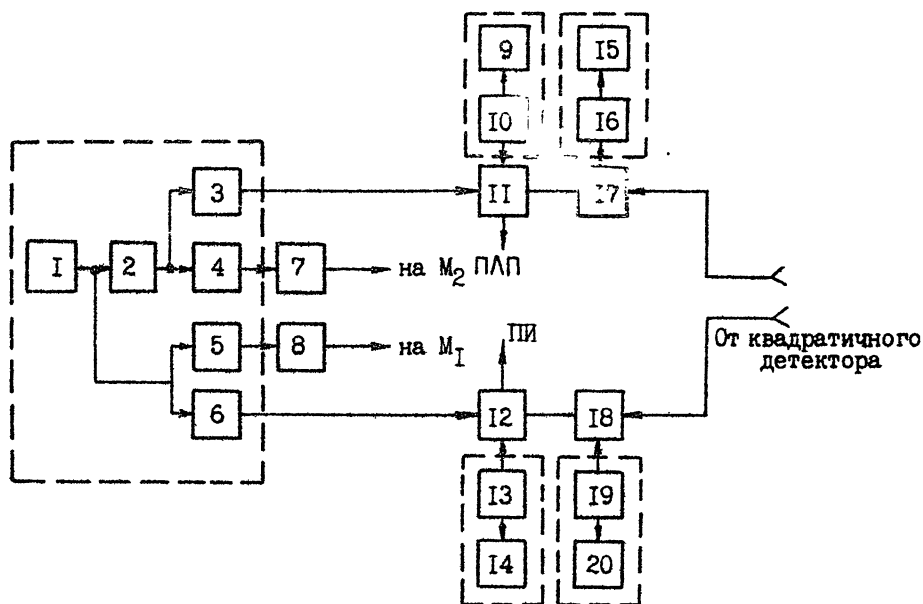 9
I5
I0
I6
3
II
I7
I
2
4
7
на M₂ ПЛП
5
8
на M_I
ПИ
От квадратичного
детектора
6
I2
I8
I3
I9
I4
20